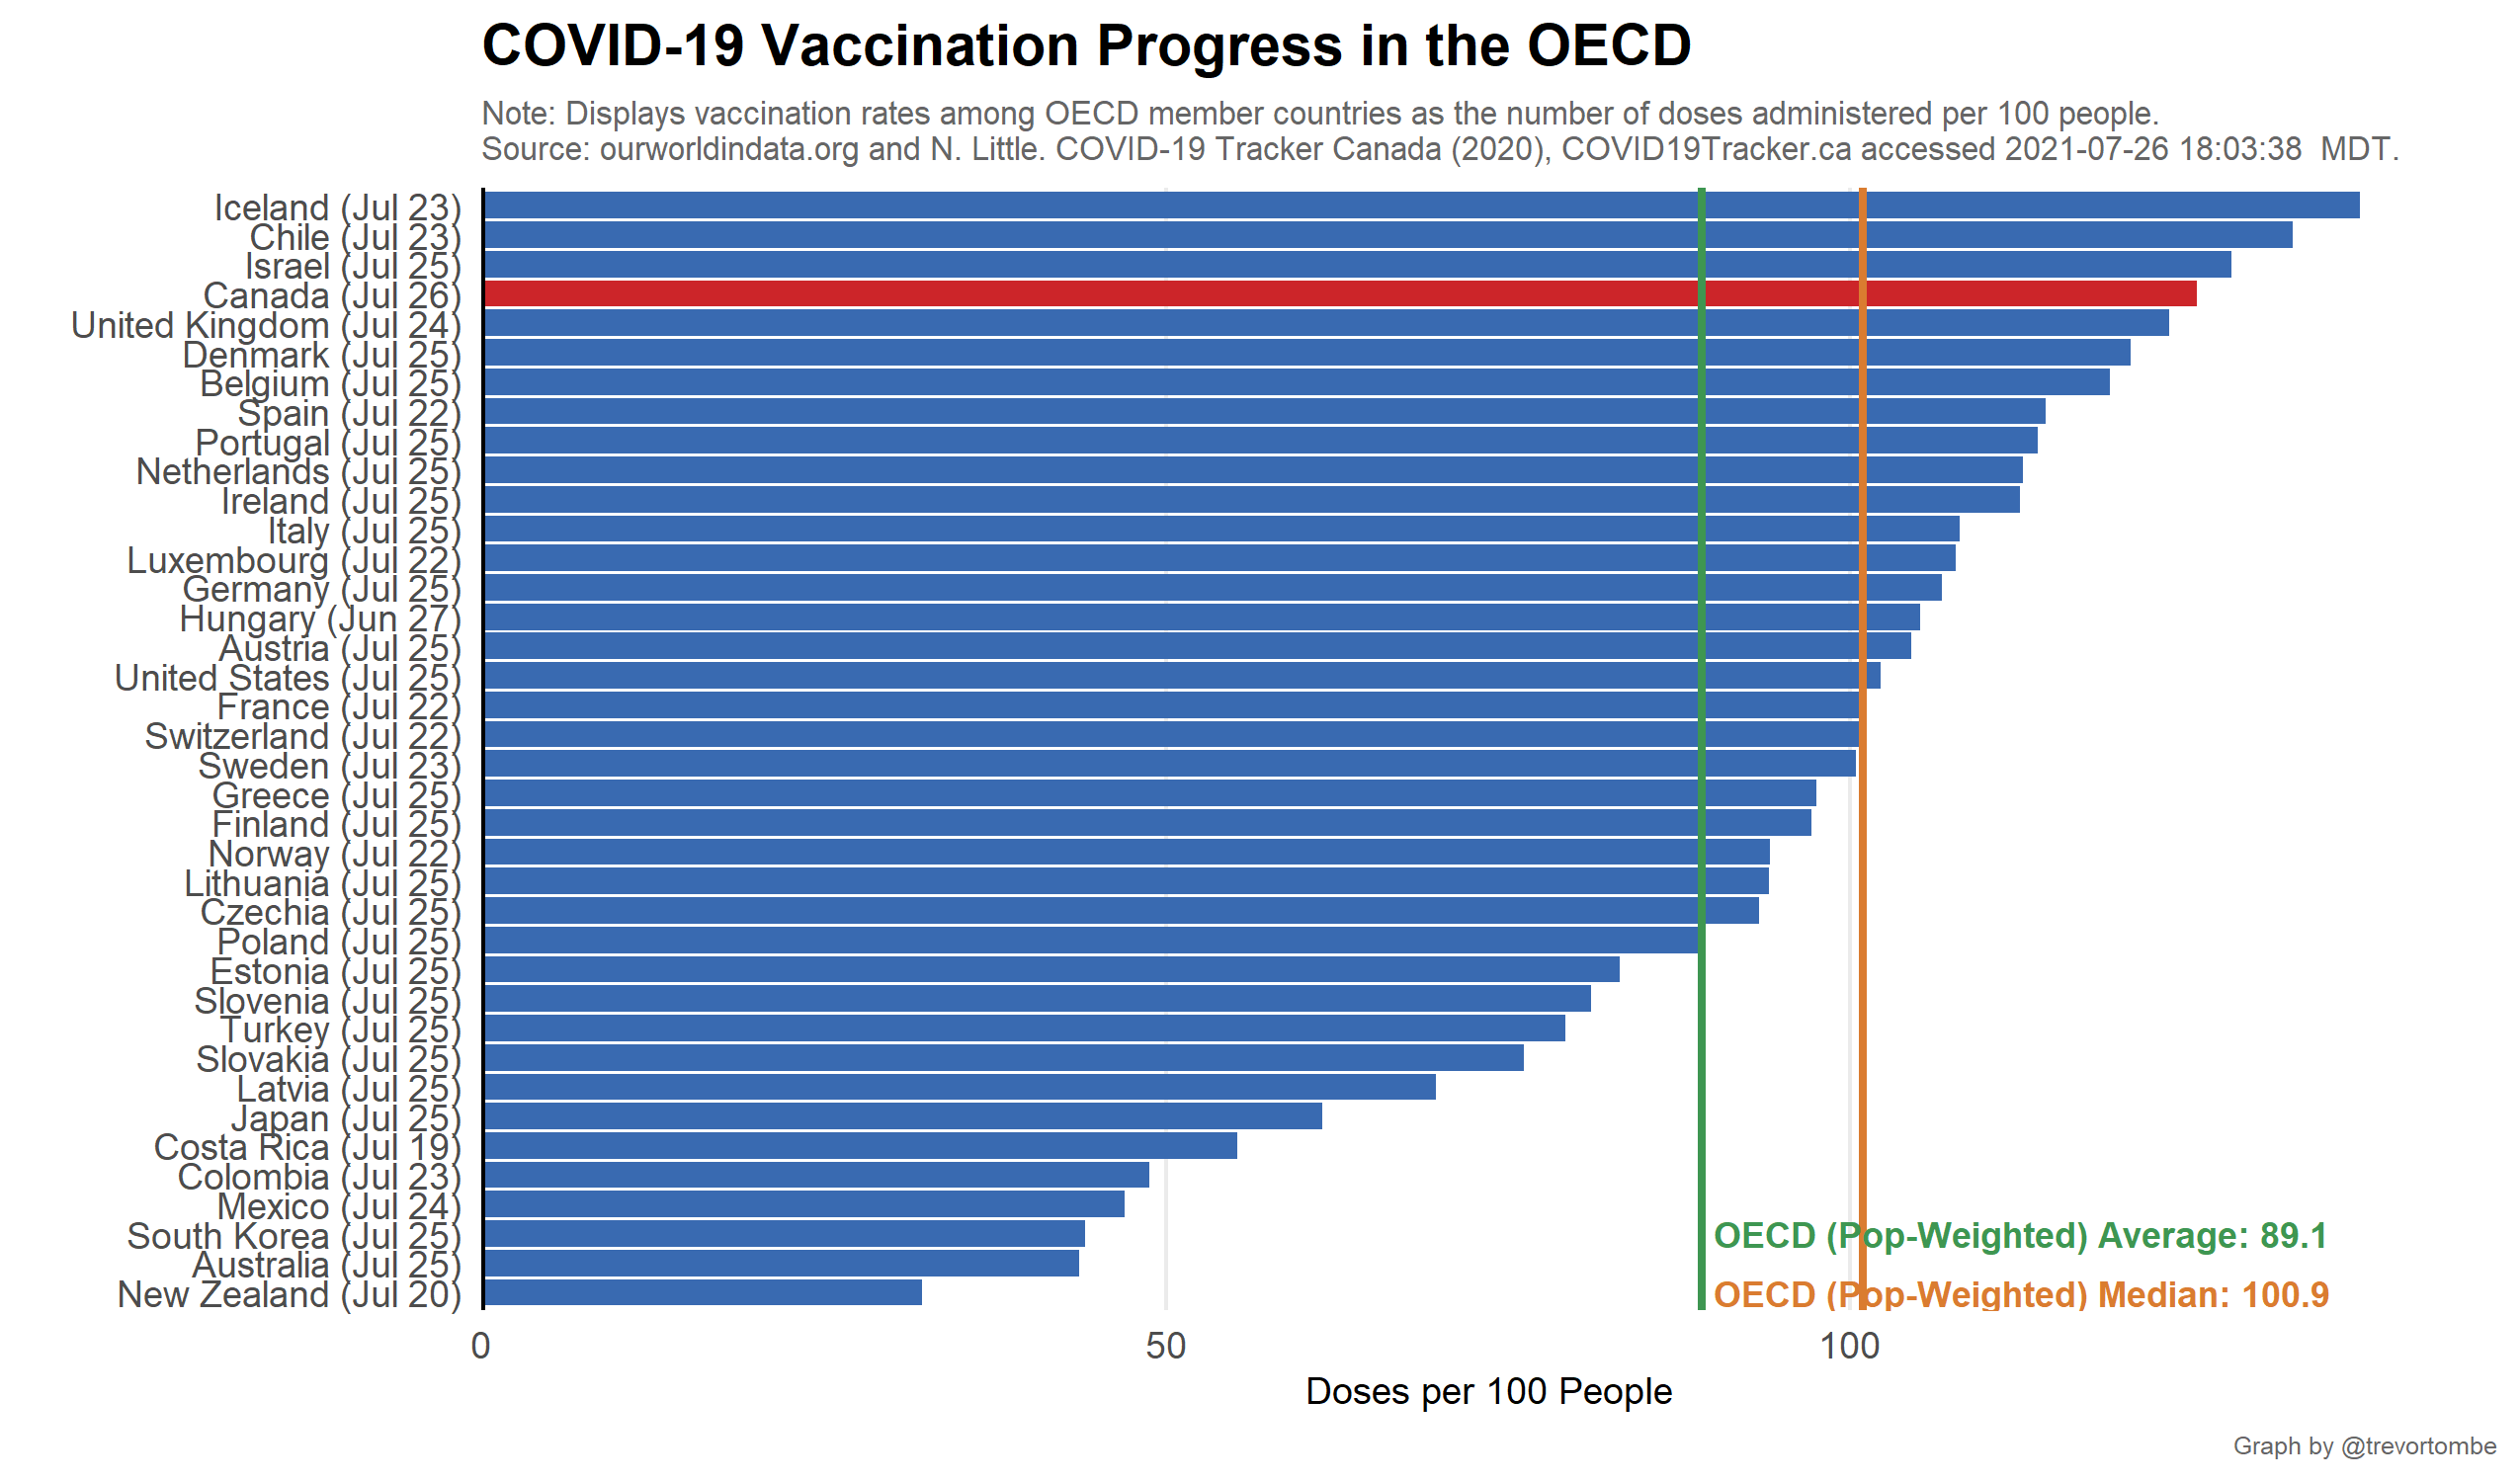 COVID-19 Vaccination Progress in the OECD
Note: Displays vaccination rates among OECD member countries as the number of doses administered per 100 people.
Source: ourworldindata.org and N. Little. COVID-19 Tracker Canada (2020), COVID19Tracker.ca accessed 2021-07-26 18:03:38  MDT.
Iceland (Jul 23)
Chile (Jul 23)
Israel (Jul 25)
Canada (Jul 26)
United Kingdom (Jul 24)
Denmark (Jul 25)
Belgium (Jul 25)
Spain (Jul 22)
Portugal (Jul 25)
Netherlands (Jul 25)
Ireland (Jul 25)
Italy (Jul 25)
Luxembourg (Jul 22)
Germany (Jul 25)
Hungary (Jun 27)
Austria (Jul 25)
United States (Jul 25)
France (Jul 22)
Switzerland (Jul 22)
Sweden (Jul 23)
Greece (Jul 25)
Finland (Jul 25)
Norway (Jul 22)
Lithuania (Jul 25)
Czechia (Jul 25)
Poland (Jul 25)
Estonia (Jul 25)
Slovenia (Jul 25)
Turkey (Jul 25)
Slovakia (Jul 25)
Latvia (Jul 25)
Japan (Jul 25)
Costa Rica (Jul 19)
Colombia (Jul 23)
Mexico (Jul 24)
South Korea (Jul 25)
Australia (Jul 25)
New Zealand (Jul 20)
OECD (Pop-Weighted) Average: 89.1
OECD (Pop-Weighted) Median: 100.9
0 50 100
Doses per 100 People
Graph by @trevortombe